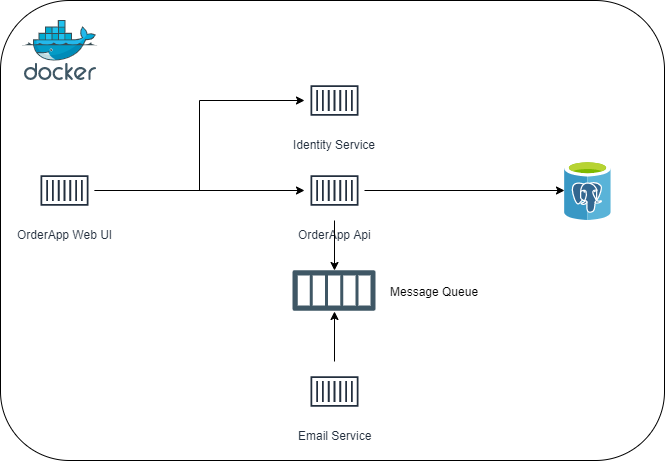 docker
Identity Service
OrderApp Web UI
OrderApp Api
Message Queue
Email Service